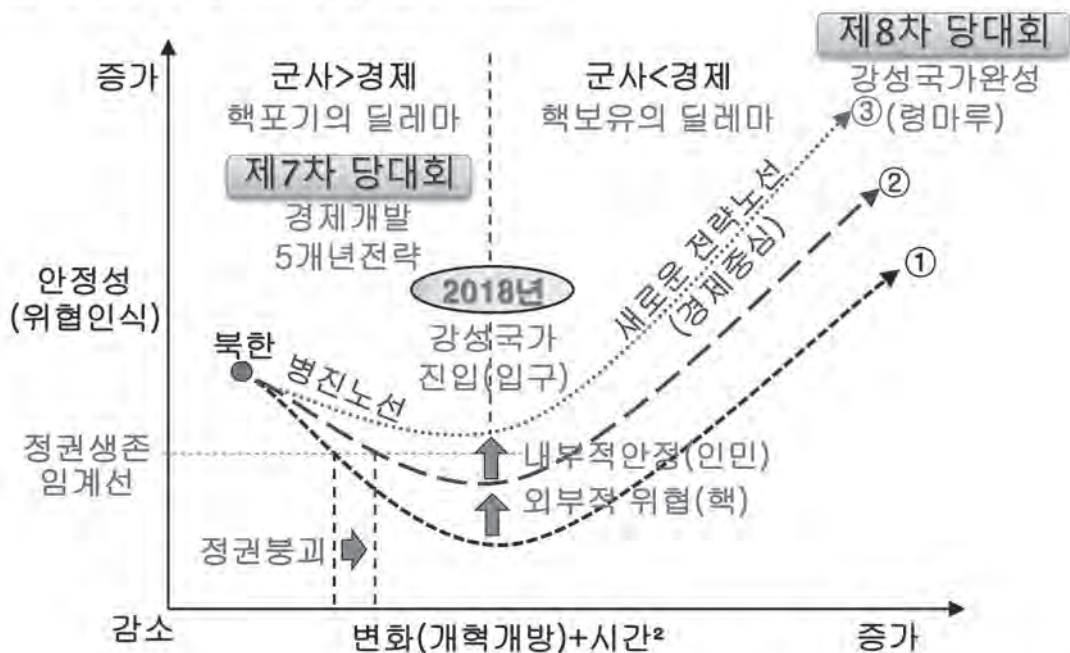 제8차 당대회
증가
군사>경제
군사<경제
강성국가완성
핵포기의 딜레마
핵보유의 딜레마
③(령마루)
제7차 당대회
②
경제개발
5개년전략
새로운 전략노선
(경제중심)
①
안정성
(위협인식)
2018년
북한
강성국가
진입(입구)
병진노선
정권생존
임계선
내부적안정(인민)
외부적 위협(핵)
정권붕괴
감소
변화(개혁개방)+시간²
증가